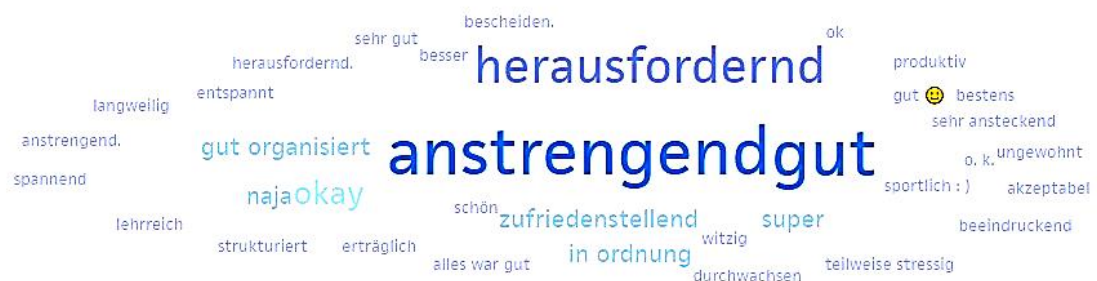 bescheiden.
sehr gut
ok
besser
herausfordernd
herausfordernd.
produktiv
entspannt
gut 🙂 bestens
langweilig
sehr ansteckend
anstrengend.
gut organisiert
anstrengend
gut
o. k.
ungewohnt
spannend
naja
okay
sportlich : )
akzeptabel
schön
zufriedenstellend
super
lehrreich
beeindruckend
strukturiert
erträglich
witzig
in ordnung
alles war gut
teilweise stressig
durchwachsen